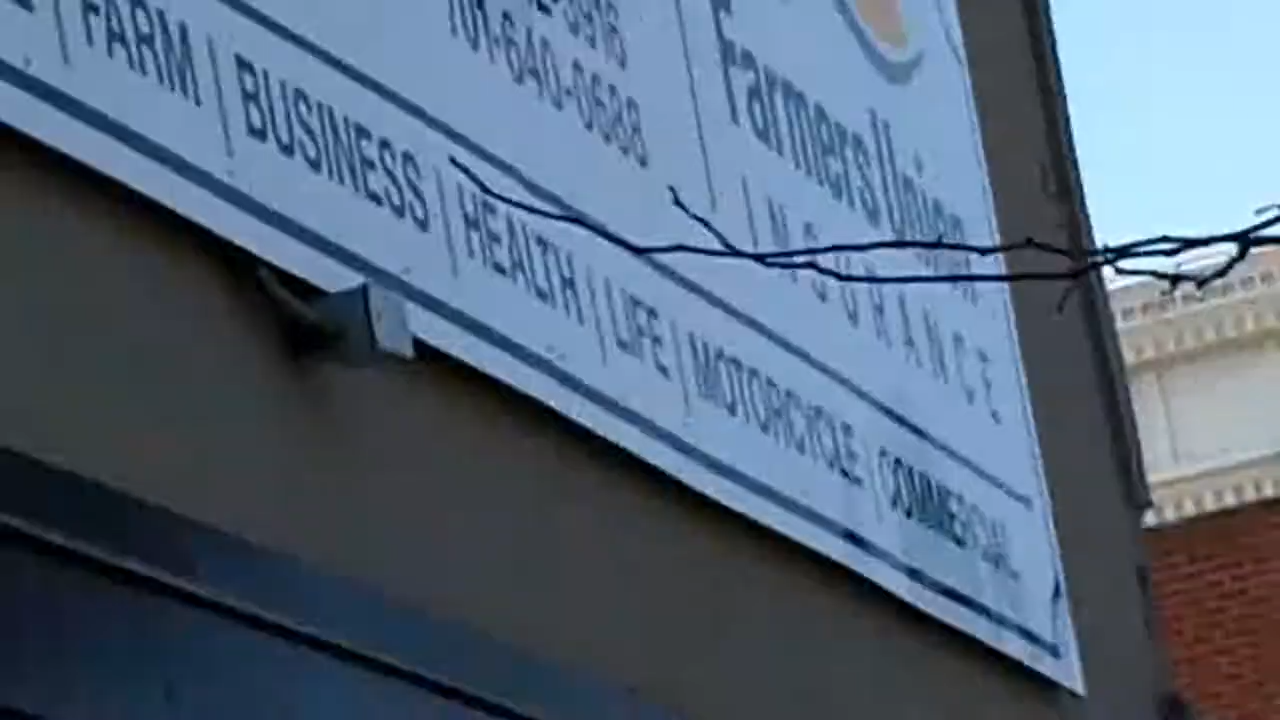 701-640-0688
Farmers Union
INSURANCE
| FARM | BUSINESS | HEALTH | LIFE | MOTORCYCLE | COMMERCIAL